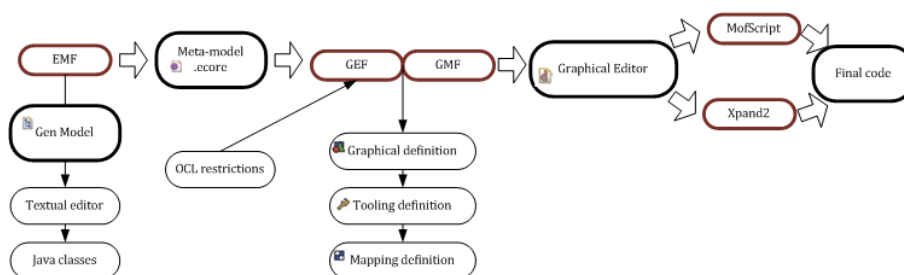 EMF
Meta-model
.ecore
GEF
GMF
Graphical Editor
MofScript
Xpand2
Final code
Gen Model
Textual editor
Java classes
OCL restrictions
Graphical definition
Tooling definition
Mapping definition